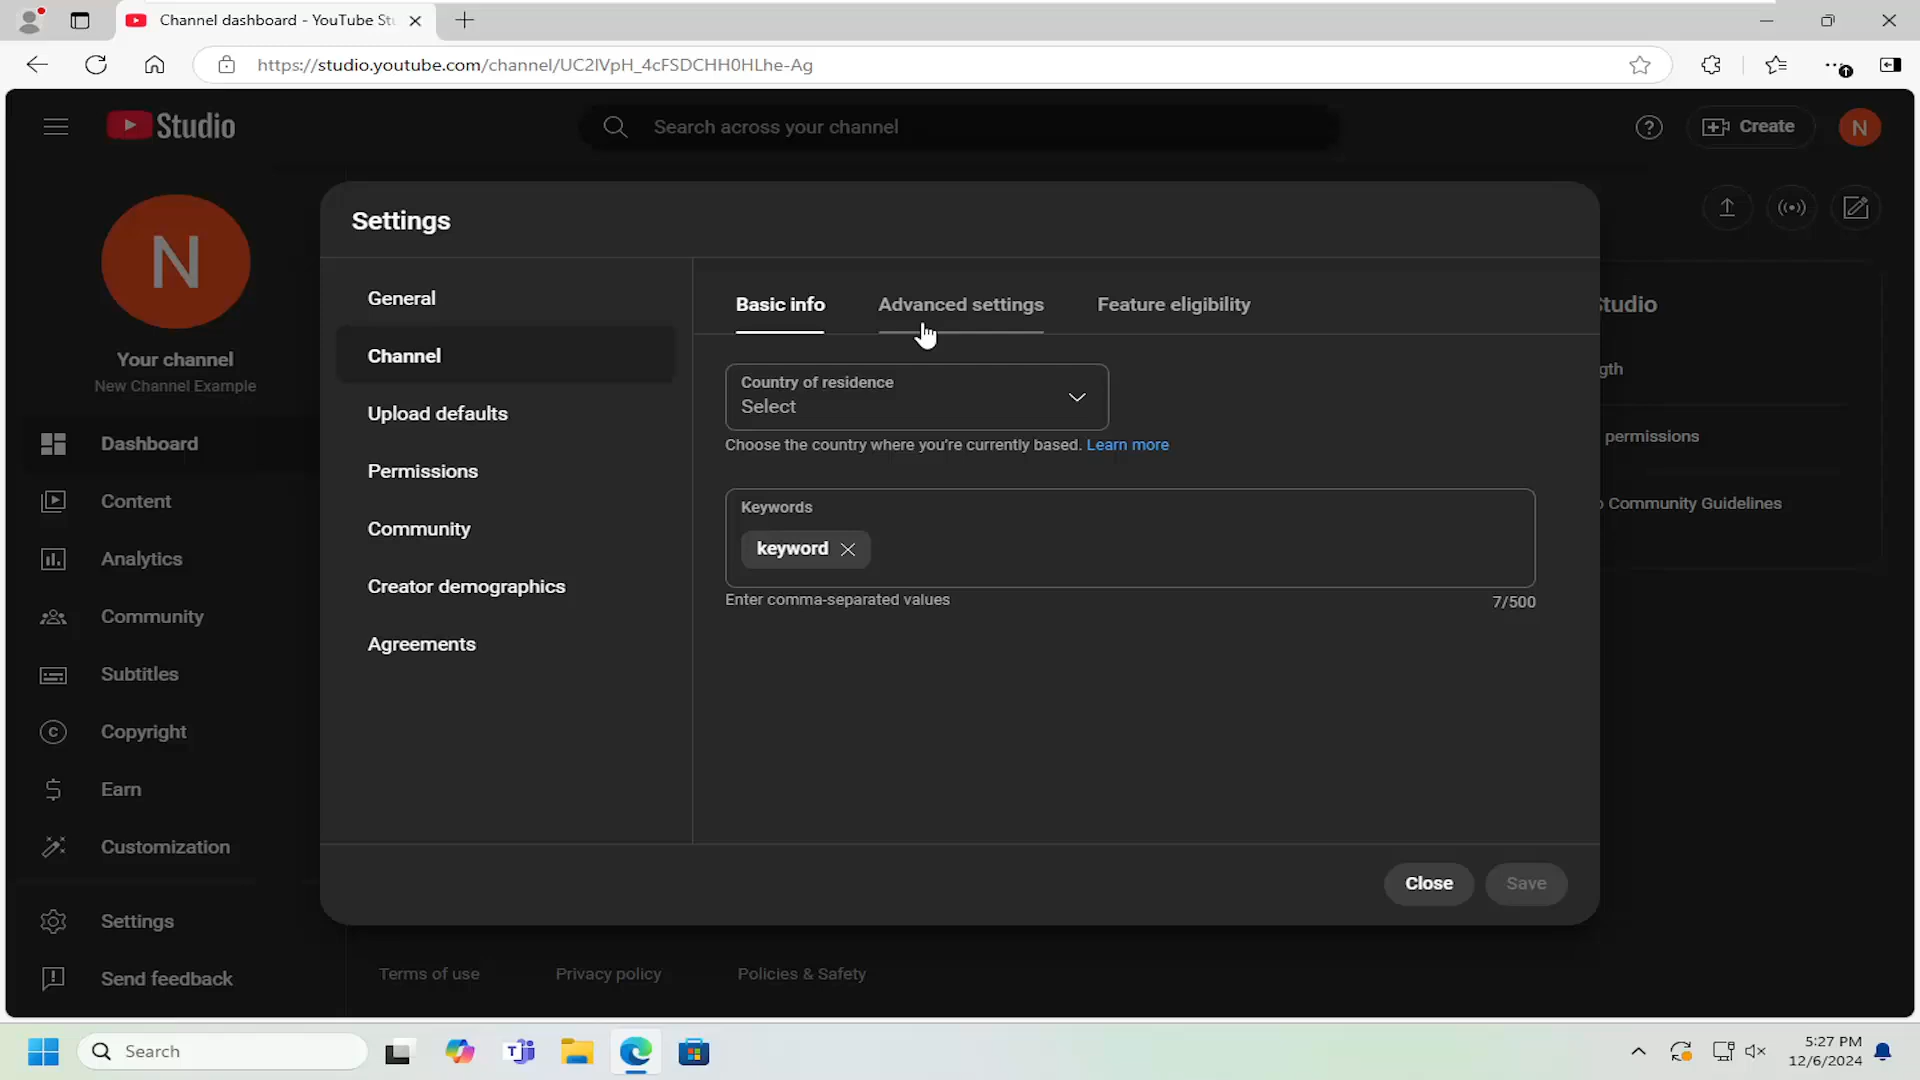 Channel dashboard - YouTube St
https://studio.youtube.com/channel/UC2IVpH_4cFSDCHH0HLhe-Ag
Studio
Search across your channel
Create
N
N
Your channel
New Channel Example
Dashboard
Content
Analytics
Community
Subtitles
Copyright
Earn
Customization
Settings
Send feedback
Settings
General
Channel
Upload defaults
Permissions
Community
Creator demographics
Agreements
Basic info
Advanced settings
Feature eligibility
Country of residence
Select
Choose the country where you're currently based. Learn more
Keywords
keyword
Enter comma-separated values
7/500
Close
Save
Studio
gth
permissions
Community Guidelines
Terms of use
Privacy policy
Policies & Safety
Search
5:27 PM
12/6/2024